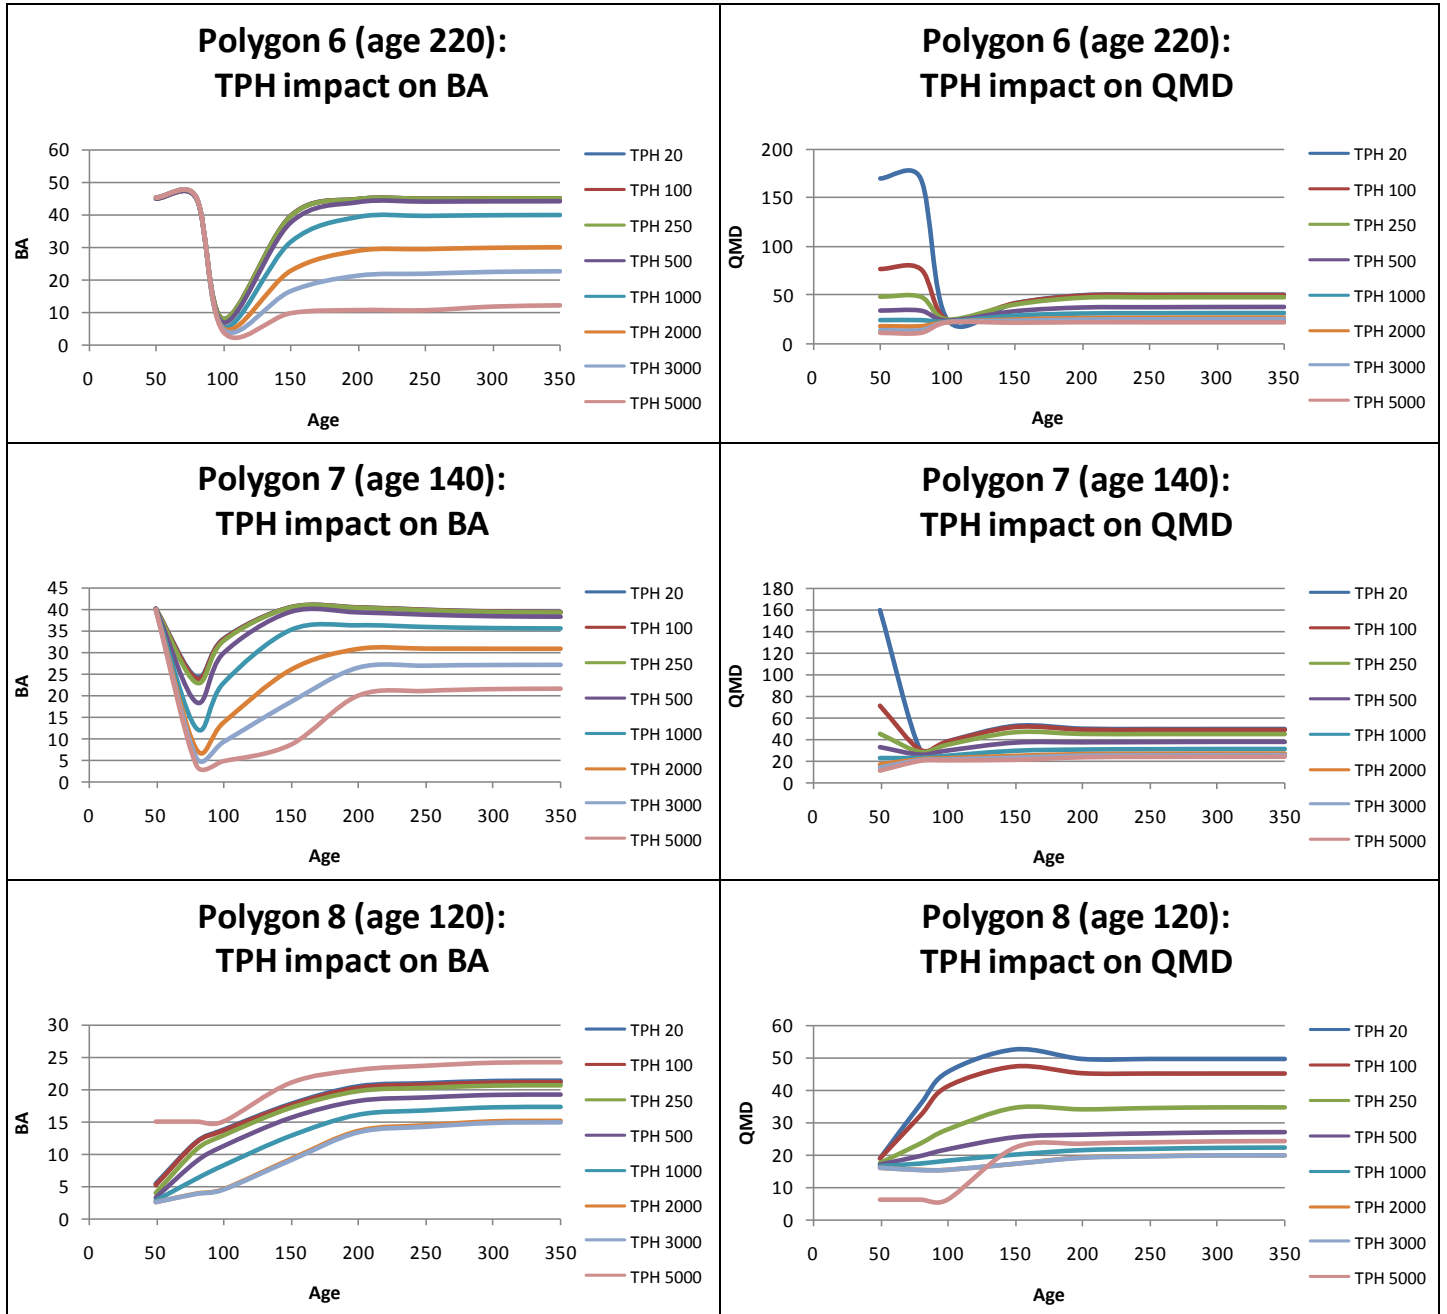 Polygon 6 (age 220):
TPH impact on BA
BA
60
50
40
30
20
10
0
0 50 100 150 200 250 300 350
Age
TPH 20
TPH 100
TPH 250
TPH 500
TPH 1000
TPH 2000
TPH 3000
TPH 5000
Polygon 6 (age 220):
TPH impact on QMD
QMD
200
150
100
50
0
0 50 100 150 200 250 300 350
Age
TPH 20
TPH 100
TPH 250
TPH 500
TPH 1000
TPH 2000
TPH 3000
TPH 5000
Polygon 7 (age 140):
TPH impact on BA
BA
45
40
35
30
25
20
15
10
5
0
0 50 100 150 200 250 300 350
Age
TPH 20
TPH 100
TPH 250
TPH 500
TPH 1000
TPH 2000
TPH 3000
TPH 5000
Polygon 7 (age 140):
TPH impact on QMD
QMD
180
160
140
120
100
80
60
40
20
0
0 50 100 150 200 250 300 350
Age
TPH 20
TPH 100
TPH 250
TPH 500
TPH 1000
TPH 2000
TPH 3000
TPH 5000
Polygon 8 (age 120):
TPH impact on BA
BA
30
25
20
15
10
5
0
0 50 100 150 200 250 300 350
Age
TPH 20
TPH 100
TPH 250
TPH 500
TPH 1000
TPH 2000
TPH 3000
TPH 5000
Polygon 8 (age 120):
TPH impact on QMD
QMD
60
50
40
30
20
10
0
0 50 100 150 200 250 300 350
Age
TPH 20
TPH 100
TPH 250
TPH 500
TPH 1000
TPH 2000
TPH 3000
TPH 5000